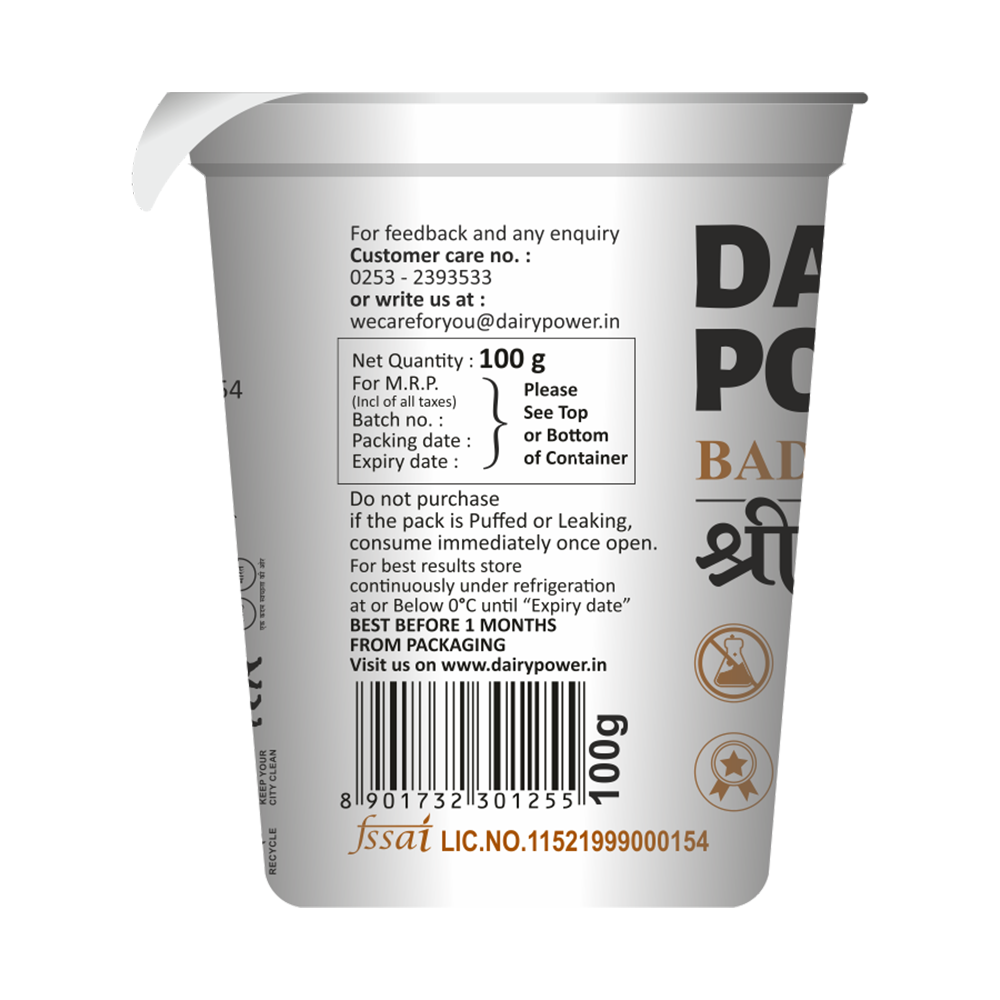 For feedback and any enquiry
Customer care no. :
0253 - 2393533
or write us at :
wecareforyou@dairypower.in
Net Quantity : 100 g
For M.R.P.
(Incl of all taxes)
Batch no. :
Packing date :
Expiry date :
Please
See Top
or Bottom
of Container
Do not purchase
if the pack is Puffed or Leaking,
consume immediately once open.
For best results store
continuously under refrigeration
at or Below 0°C until “Expiry date”
BEST BEFORE 1 MONTHS
FROM PACKAGING
Visit us on www.dairypower.in
8 901732 301255
100g
fssai LIC.NO.11521999000154
DA
PO
BAD
श्री
54
KEEP YOUR
CITY CLEAN
RECYCLE